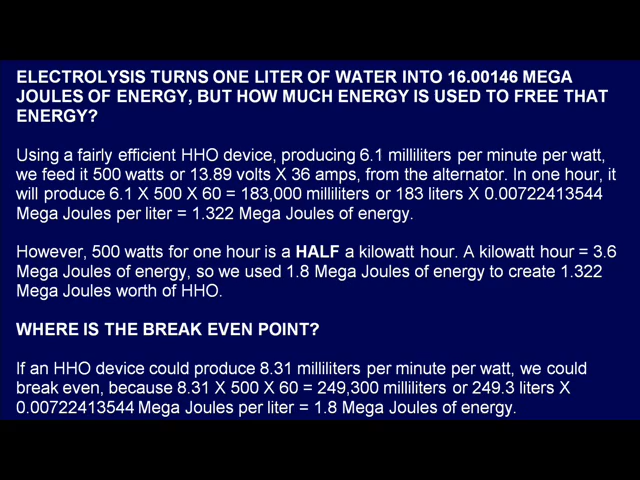 ELECTROLYSIS TURNS ONE LITER OF WATER INTO 16.00146 MEGA
JOULES OF ENERGY, BUT HOW MUCH ENERGY IS USED TO FREE THAT
ENERGY?
Using a fairly efficient HHO device, producing 6.1 milliliters per minute per watt,
we feed it 500 watts or 13.89 volts X 36 amps, from the alternator. In one hour, it
will produce 6.1 X 500 X 60 = 183,000 milliliters or 183 liters X 0.00722413544
Mega Joules per liter = 1.322 Mega Joules of energy.
However, 500 watts for one hour is a HALF a kilowatt hour. A kilowatt hour = 3.6
Mega Joules of energy, so we used 1.8 Mega Joules of energy to create 1.322
Mega Joules worth of HHO.
WHERE IS THE BREAK EVEN POINT?
If an HHO device could produce 8.31 milliliters per minute per watt, we could
break even, because 8.31 X 500 X 60 = 249,300 milliliters or 249.3 liters X
0.00722413544 Mega Joules per liter = 1.8 Mega Joules of energy.